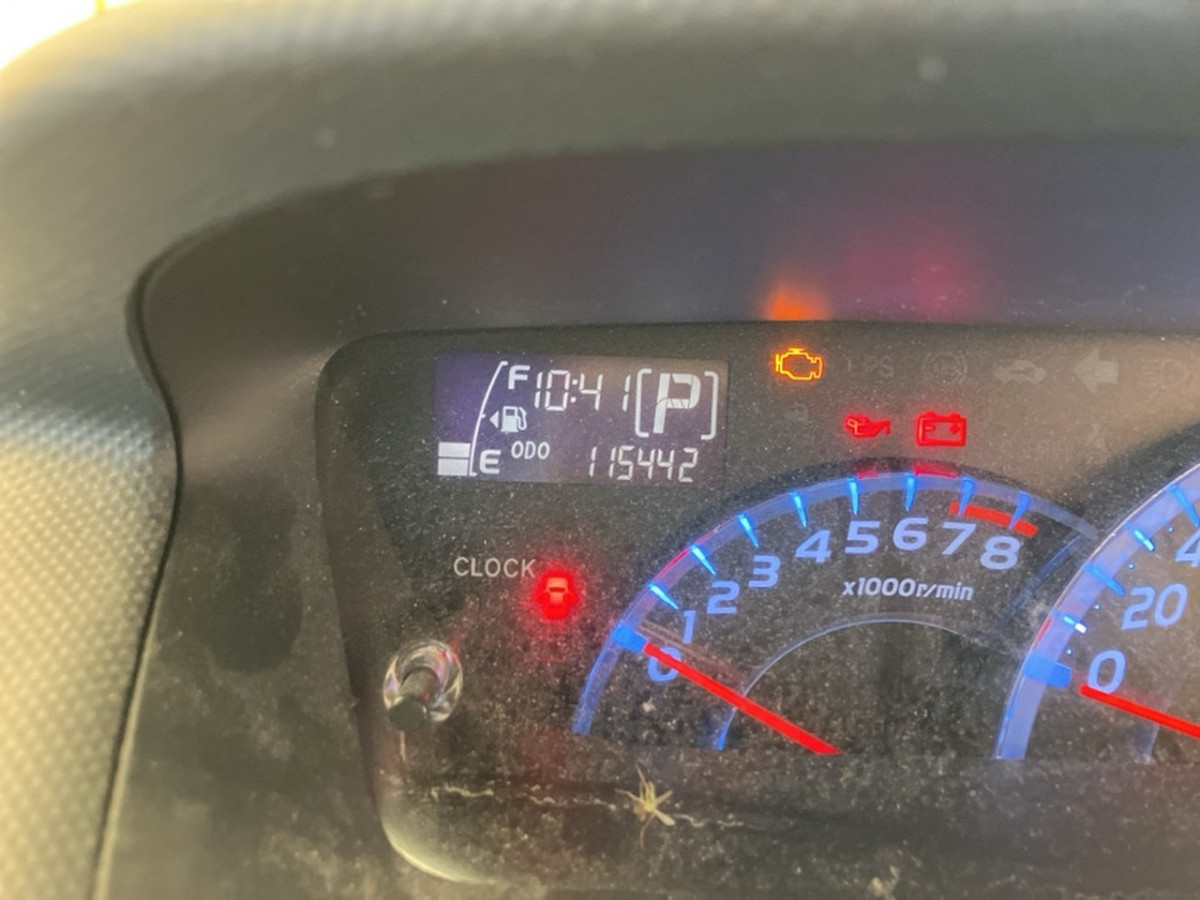 F 10:41 [P]
E ODO 115442
EPS
CLOCK
0 1 2 3 4 5 6 7 8
x1000r/min
0 20 4